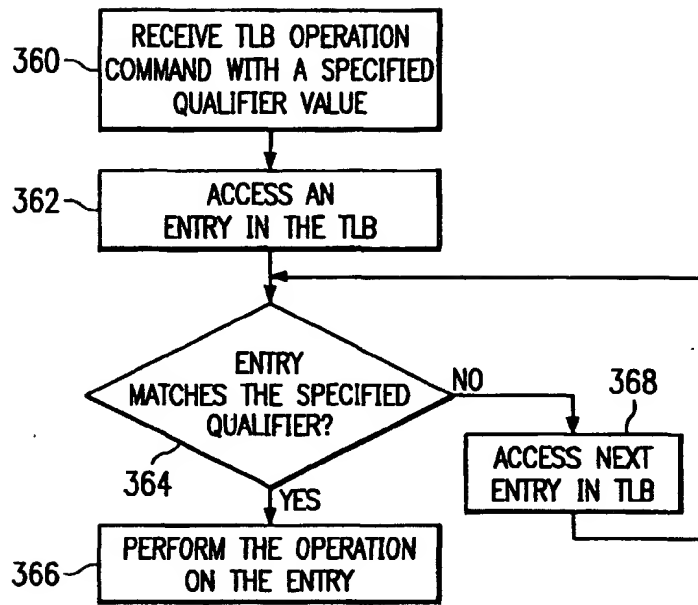 360
RECEIVE TLB OPERATION
COMMAND WITH A SPECIFIED
QUALIFIER VALUE
362
ACCESS AN
ENTRY IN THE TLB
ENTRY
MATCHES THE SPECIFIED
QUALIFIER?
364
NO
368
ACCESS NEXT
ENTRY IN TLB
YES
366
PERFORM THE OPERATION
ON THE ENTRY